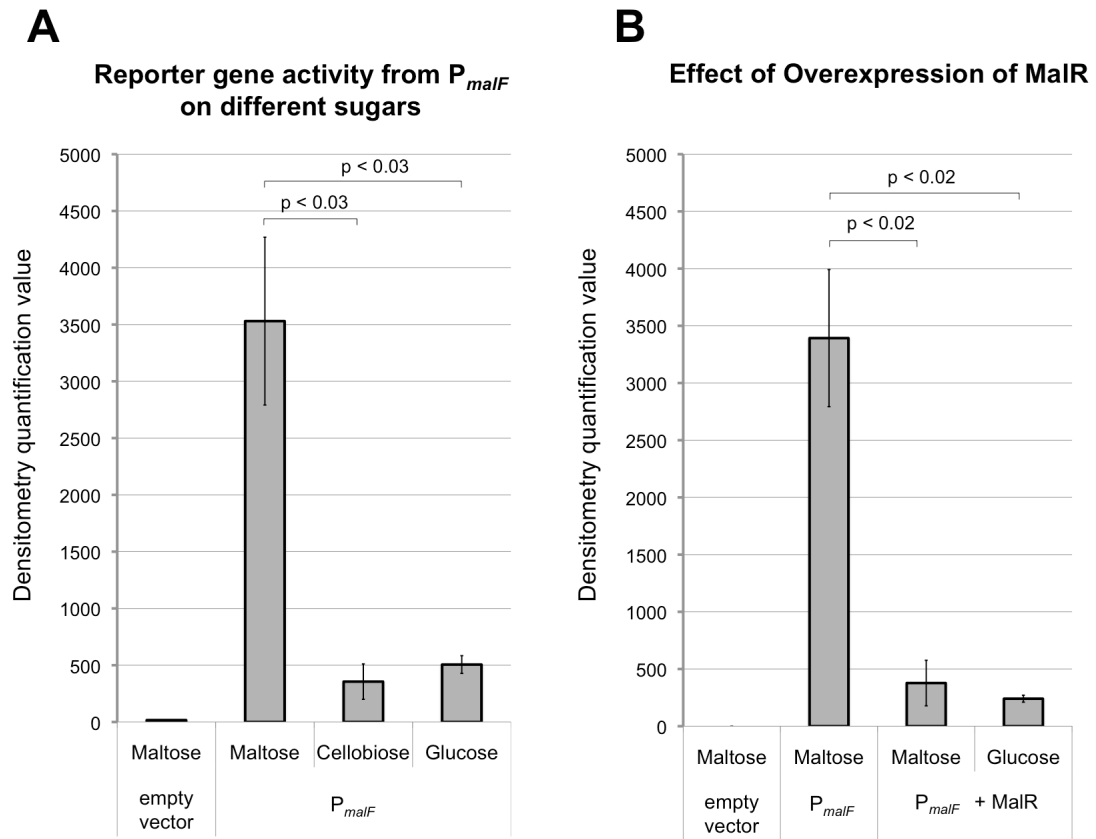 A
Reporter gene activity from PmalF
on different sugars
Densitometry quantification value
5000
4500
4000
3500
3000
2500
2000
1500
1000
500
0
p < 0.03
p < 0.03
Maltose Maltose Cellobiose Glucose
empty
vector
PmalF
B
Effect of Overexpression of MalR
Densitometry quantification value
5000
4500
4000
3500
3000
2500
2000
1500
1000
500
0
p < 0.02
p < 0.02
Maltose Maltose Maltose Glucose
empty
vector
PmalF
PmalF + MalR